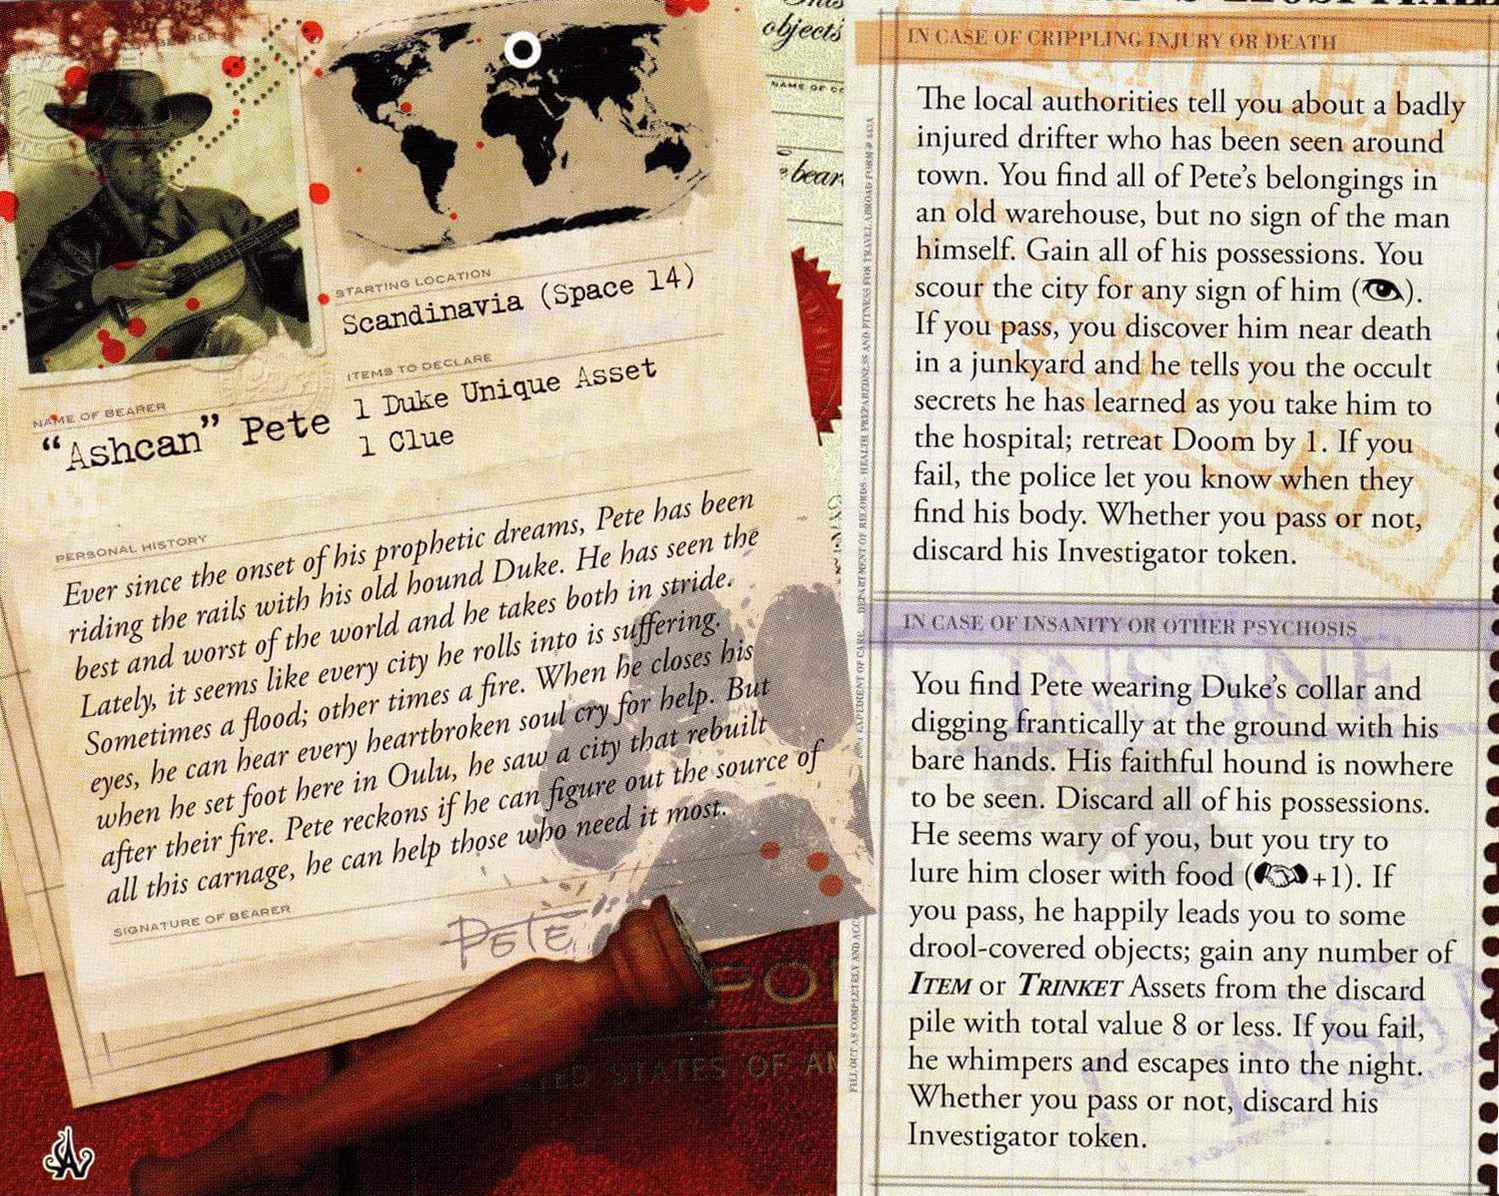 STARTING LOCATION
Scandinavia (Space 14)
ITEMS TO DECLARE
1 Duke Unique Asset
1 Clue
NAME OF BEARER
“Ashcan” Pete
PERSONAL HISTORY
Ever since the onset of his prophetic dreams, Pete has been
riding the rails with his old hound Duke. He has seen the
best and worst of the world and he takes both in stride.
Lately, it seems like every city he rolls into is suffering.
Sometimes a flood; other times a fire. When he closes his
eyes, he can hear every heartbroken soul cry for help. But
when he set foot here in Oulu, he saw a city that rebuilt
after their fire. Pete reckons if he can figure out the source of
all this carnage, he can help those who need it most.
SIGNATURE OF BEARER
PETE
STATES OF
objects
NAME OF
bear
IN CASE OF CRIPPLING INJURY OR DEATH
The local authorities tell you about a badly
injured drifter who has been seen around
town. You find all of Pete’s belongings in
an old warehouse, but no sign of the man
himself. Gain all of his possessions. You
scour the city for any sign of him ( ).
If you pass, you discover him near death
in a junkyard and he tells you the occult
secrets he has learned as you take him to
the hospital; retreat Doom by 1. If you
fail, the police let you know when they
find his body. Whether you pass or not,
discard his Investigator token.
IN CASE OF INSANITY OR OTHER PSYCHOSIS
You find Pete wearing Duke’s collar and
digging frantically at the ground with his
bare hands. His faithful hound is nowhere
to be seen. Discard all of his possessions.
He seems wary of you, but you try to
lure him closer with food ( +1). If
you pass, he happily leads you to some
drool-covered objects; gain any number of
ITEM or TRINKET Assets from the discard
pile with total value 8 or less. If you fail,
he whimpers and escapes into the night.
Whether you pass or not, discard his
Investigator token.